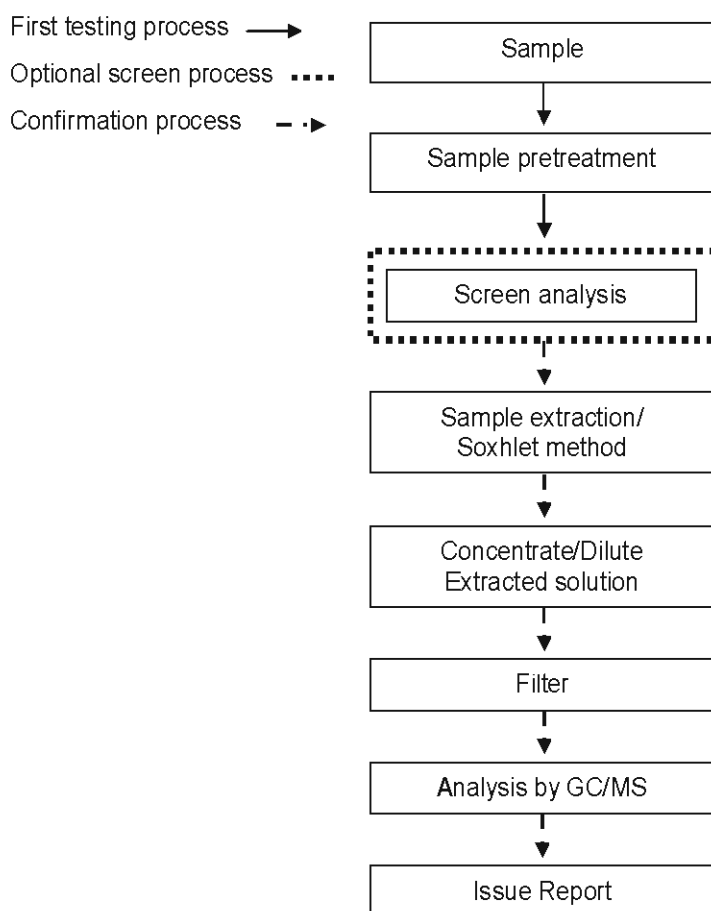 First testing process
Optional screen process
Confirmation process
Sample
Sample pretreatment
Screen analysis
Sample extraction/
Soxhlet method
Concentrate/Dilute
Extracted solution
Filter
Analysis by GC/MS
Issue Report